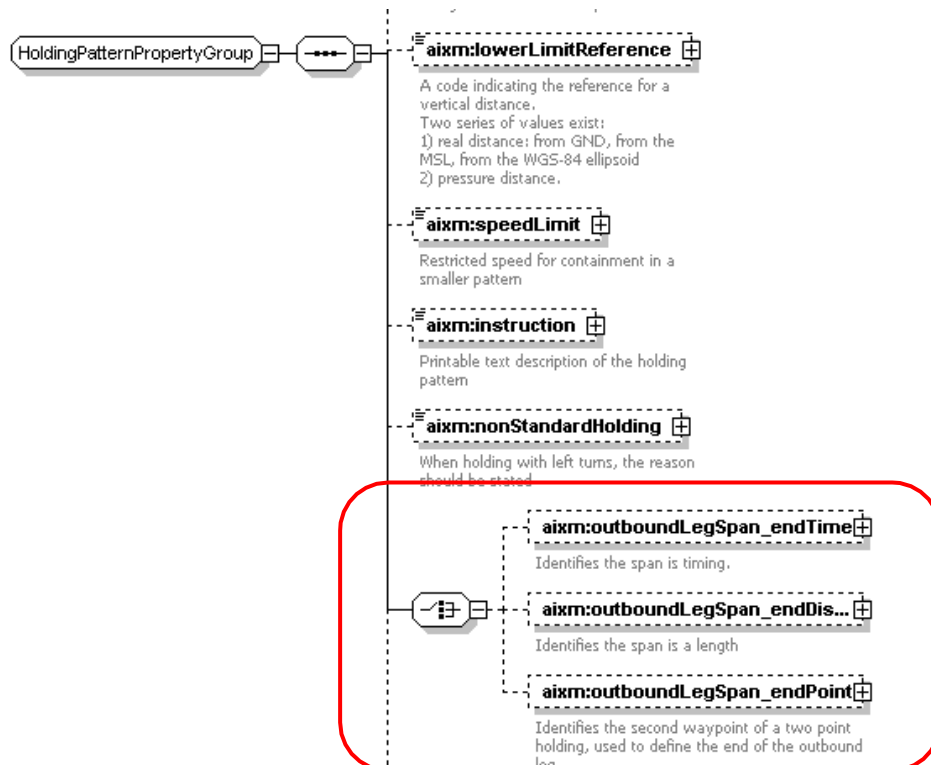 HoldingPatternPropertyGroup
aixm:lowerLimitReference
A code indicating the reference for a
vertical distance.
Two series of values exist:
1) real distance: from GND, from the
MSL, from the WGS-84 ellipsoid
2) pressure distance.
aixm:speedLimit
Restricted speed for containment in a
smaller pattern
aixm:instruction
Printable text description of the holding
pattern
aixm:nonStandardHolding
When holding with left turns, the reason
should be stated
aixm:outboundLegSpan_endTime
Identifies the span is timing.
aixm:outboundLegSpan_endDis...
Identifies the span is a length
aixm:outboundLegSpan_endPoint
Identifies the second waypoint of a two point
holding, used to define the end of the outbound